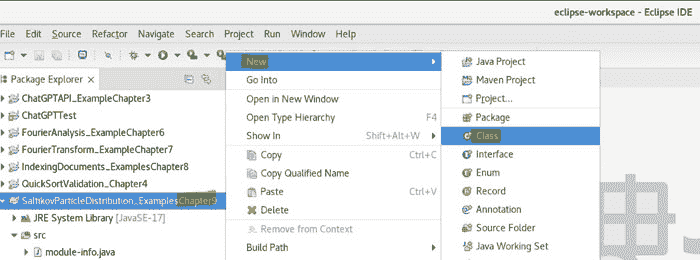 eclipse-workspace - Eclipse IDE
File Edit Source Refactor Navigate Search Project Run Window Help
Package Explorer
ChatGPTAPI_ExampleChapter3
ChatGPTTest
FourierAnalysis_ExampleChapter6
FourierTransform_ExampleChapter7
IndexingDocuments_ExamplesChapter8
QuickSortValidation_Chapter4
SaltikovParticleDistribution_ExamplesChapter9
JRE System Library [JavaSE-17]
src
module-info.java
New
Go Into
Open in New Window
Open Type Hierarchy F4
Show In Shift+Alt+W
Copy Ctrl+C
Copy Qualified Name
Paste Ctrl+V
Delete
Remove from Context
Build Path
Java Project
Maven Project
Project...
Package
Class
Interface
Enum
Record
Annotation
Source Folder
Java Working Set